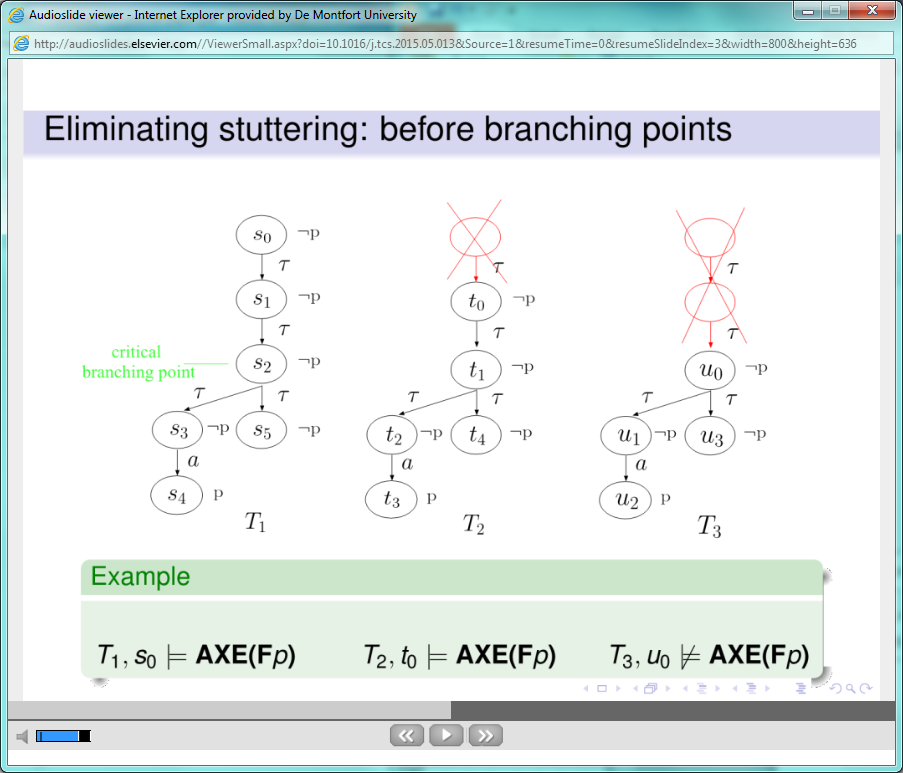 Audioslide viewer - Internet Explorer provided by De Montfort University
http://audioslides.elsevier.com//ViewerSmall.aspx?doi=10.1016/j.tcs.2015.05.013&Source=1&resumeTime=0&resumeSlideIndex=3&width=800&height=636
Eliminating stuttering: before branching points
s₀ ¬p
τ τ τ
s₁ ¬p t₀ ¬p
τ τ τ
critical
branching point
s₂ ¬p t₁ ¬p u₀ ¬p
τ τ τ τ τ τ
s₃ ¬p s₅ ¬p t₂ ¬p t₄ ¬p u₁ ¬p u₃ ¬p
a a a
s₄ p t₃ p u₂ p
T₁ T₂ T₃
Example
T₁, s₀ ⊨ AXE(Fp) T₂, t₀ ⊨ AXE(Fp) T₃, u₀ ⊭ AXE(Fp)